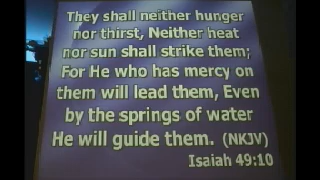 They shall neither hunger
nor thirst, Neither heat
nor sun shall strike them;
For He who has mercy on
them will lead them, Even
by the springs of water
He will guide them. (NKJV)
Isaiah 49:10